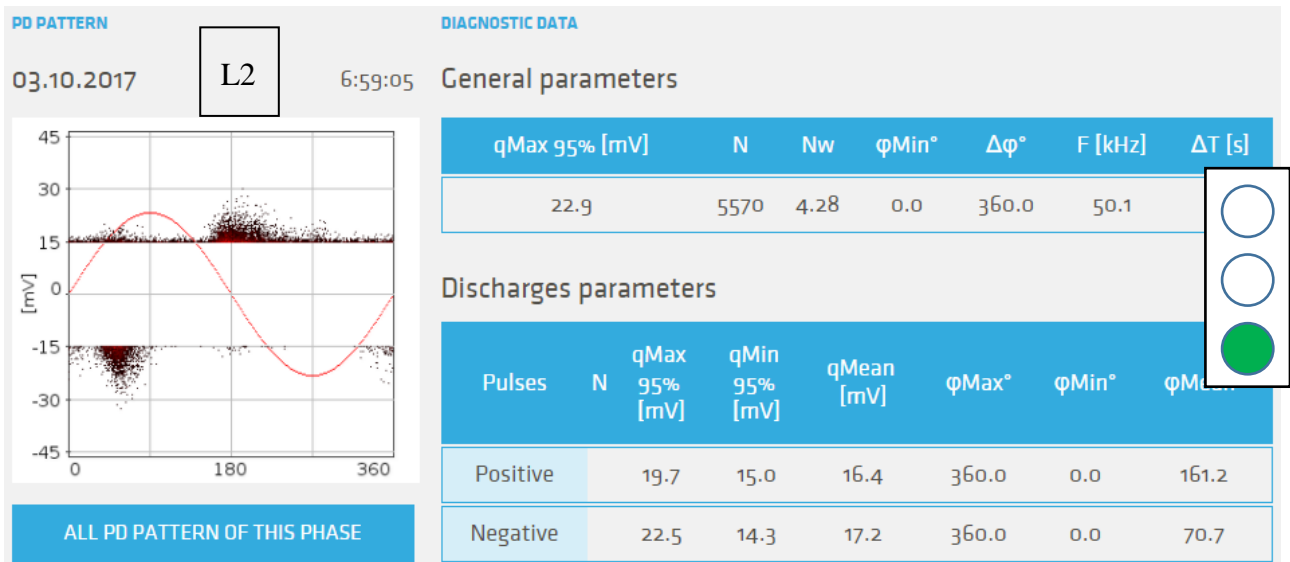 PD PATTERN
03.10.2017 L2 6:59:05
45
30
15
0
-15
-30
-45
[mV]
0 180 360
ALL PD PATTERN OF THIS PHASE
DIAGNOSTIC DATA
General parameters
qMax 95% [mV] N Nw φMin° Δφ° F [kHz] ΔT [s]
22.9 5570 4.28 0.0 360.0 50.1
Discharges parameters
Pulses N qMax 95% [mV] qMin 95% [mV] qMean [mV] φMax° φMin°
Positive 19.7 15.0 16.4 360.0 0.0 161.2
Negative 22.5 14.3 17.2 360.0 0.0 70.7